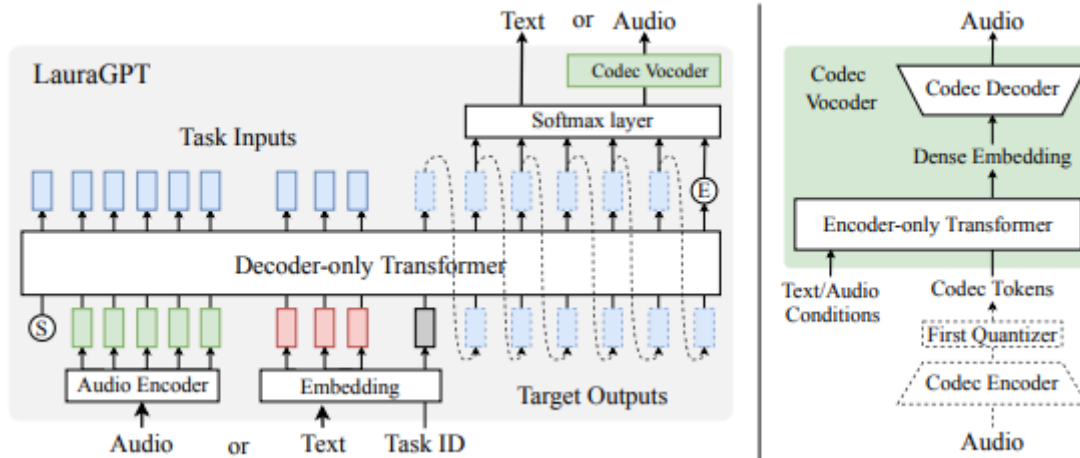 Text or Audio
Codec Vocoder
LauraGPT
Softmax layer
Task Inputs
E
Decoder-only Transformer
S
Audio Encoder
Embedding
Target Outputs
Audio or Text Task ID
Audio
Codec
Vocoder
Codec Decoder
Dense Embedding
Encoder-only Transformer
Text/Audio
Conditions
Codec Tokens
First Quantizer
Codec Encoder
Audio